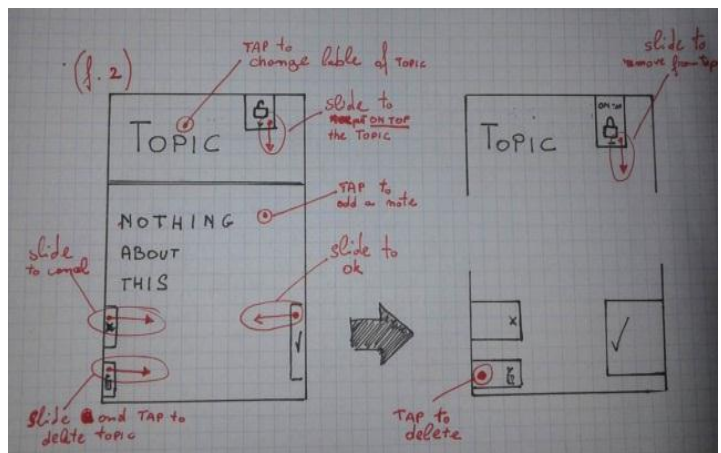 (f. 2)
TAP to
change lable of TOPIC
slide to
ON TOP
the TOPIC
TOPIC
TAP to
add a note
NOTHING
ABOUT
THIS
slide
to cancel
slide to
ok
slide and TAP to
delite topic
slide to
remove from top
ON TOP
TOPIC
TAP to
delete